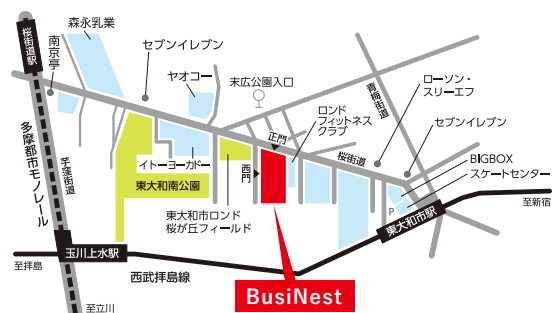 森永乳業
桜街道駅
南京亭
セブンイレブン
ヤオコー
末広公園入口
青梅街道
ローソン・
スリーエフ
ロンド
フィットネス
クラブ
セブンイレブン
正門
桜街道
BIGBOX
スケートセンター
イトーヨーカドー
西門
東大和南公園
多摩都市モノレール
芋窪街道
東大和市ロンド
桜が丘フィールド
P
至新宿
東大和市駅
玉川上水駅
至拝島
西武拝島線
BusiNest
至立川